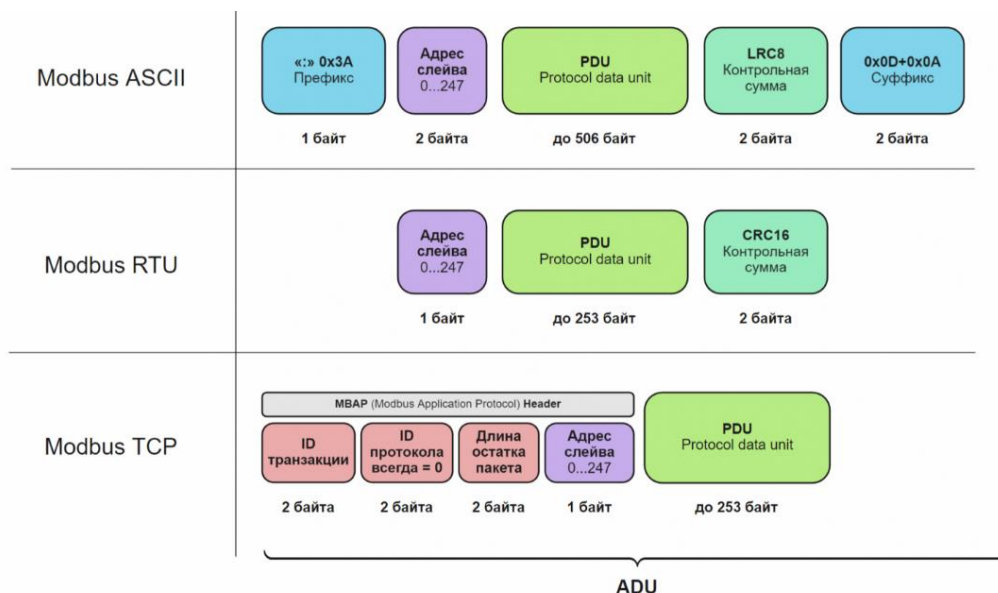 Modbus ASCII
«:» 0x3A
Префикс
1 байт
Адрес
слейва
0...247
2 байта
PDU
Protocol data unit
до 506 байт
LRC8
Контрольная
сумма
2 байта
0x0D+0x0A
Суффикс
2 байта
Modbus RTU
Адрес
слейва
0...247
1 байт
PDU
Protocol data unit
до 253 байт
CRC16
Контрольная
сумма
2 байта
Modbus TCP
MBAP (Modbus Application Protocol) Header
ID
транзакции
2 байта
ID
протокола
всегда = 0
2 байта
Длина
остатка
пакета
2 байта
Адрес
слейва
0...247
1 байт
PDU
Protocol data unit
до 253 байт
ADU